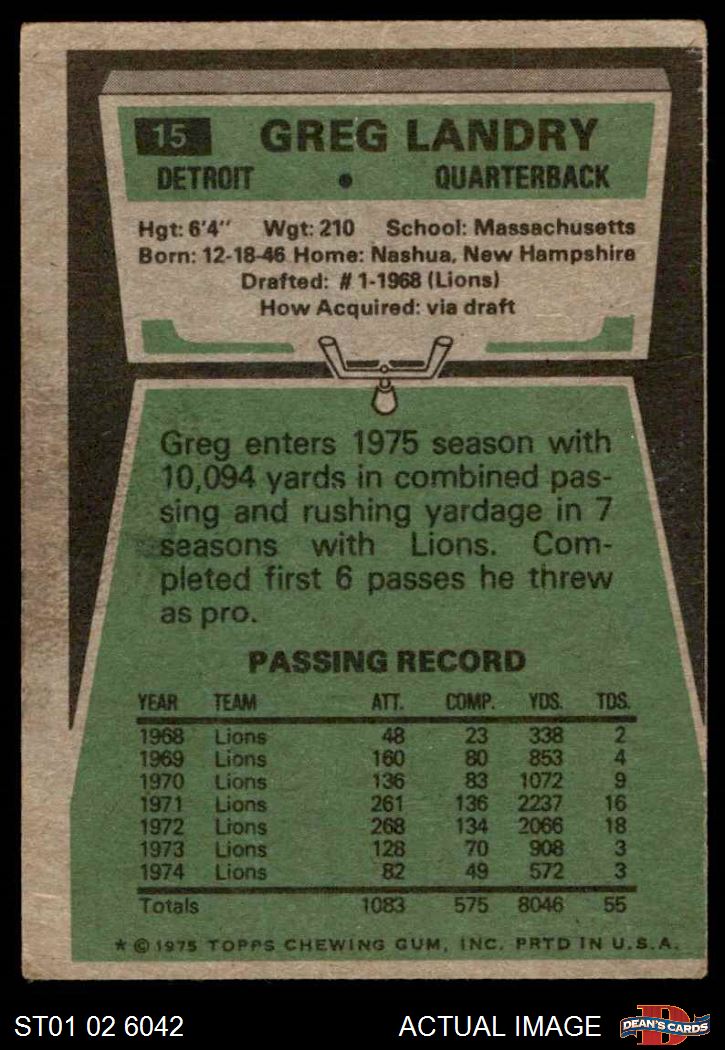 15 GREG LANDRY
DETROIT • QUARTERBACK
Hgt: 6'4" Wgt: 210 School: Massachusetts
Born: 12-18-46 Home: Nashua, New Hampshire
Drafted: #1-1968 (Lions)
How Acquired: via draft
Greg enters 1975 season with
10,094 yards in combined pas-
sing and rushing yardage in 7
seasons with Lions. Com-
pleted first 6 passes he threw
as pro.
PASSING RECORD
YEAR TEAM ATT. COMP. YDS. TDS.
1968 Lions 48 23 338 2
1969 Lions 160 80 853 4
1970 Lions 136 83 1072 9
1971 Lions 261 136 2237 16
1972 Lions 268 134 2066 18
1973 Lions 128 70 908 3
1974 Lions 82 49 572 3
Totals 1083 575 8046 55
* © 1975 TOPPS CHEWING GUM, INC. PRTD IN U.S.A.
ST01 02 6042 ACTUAL IMAGE D DEAN'S CARDS